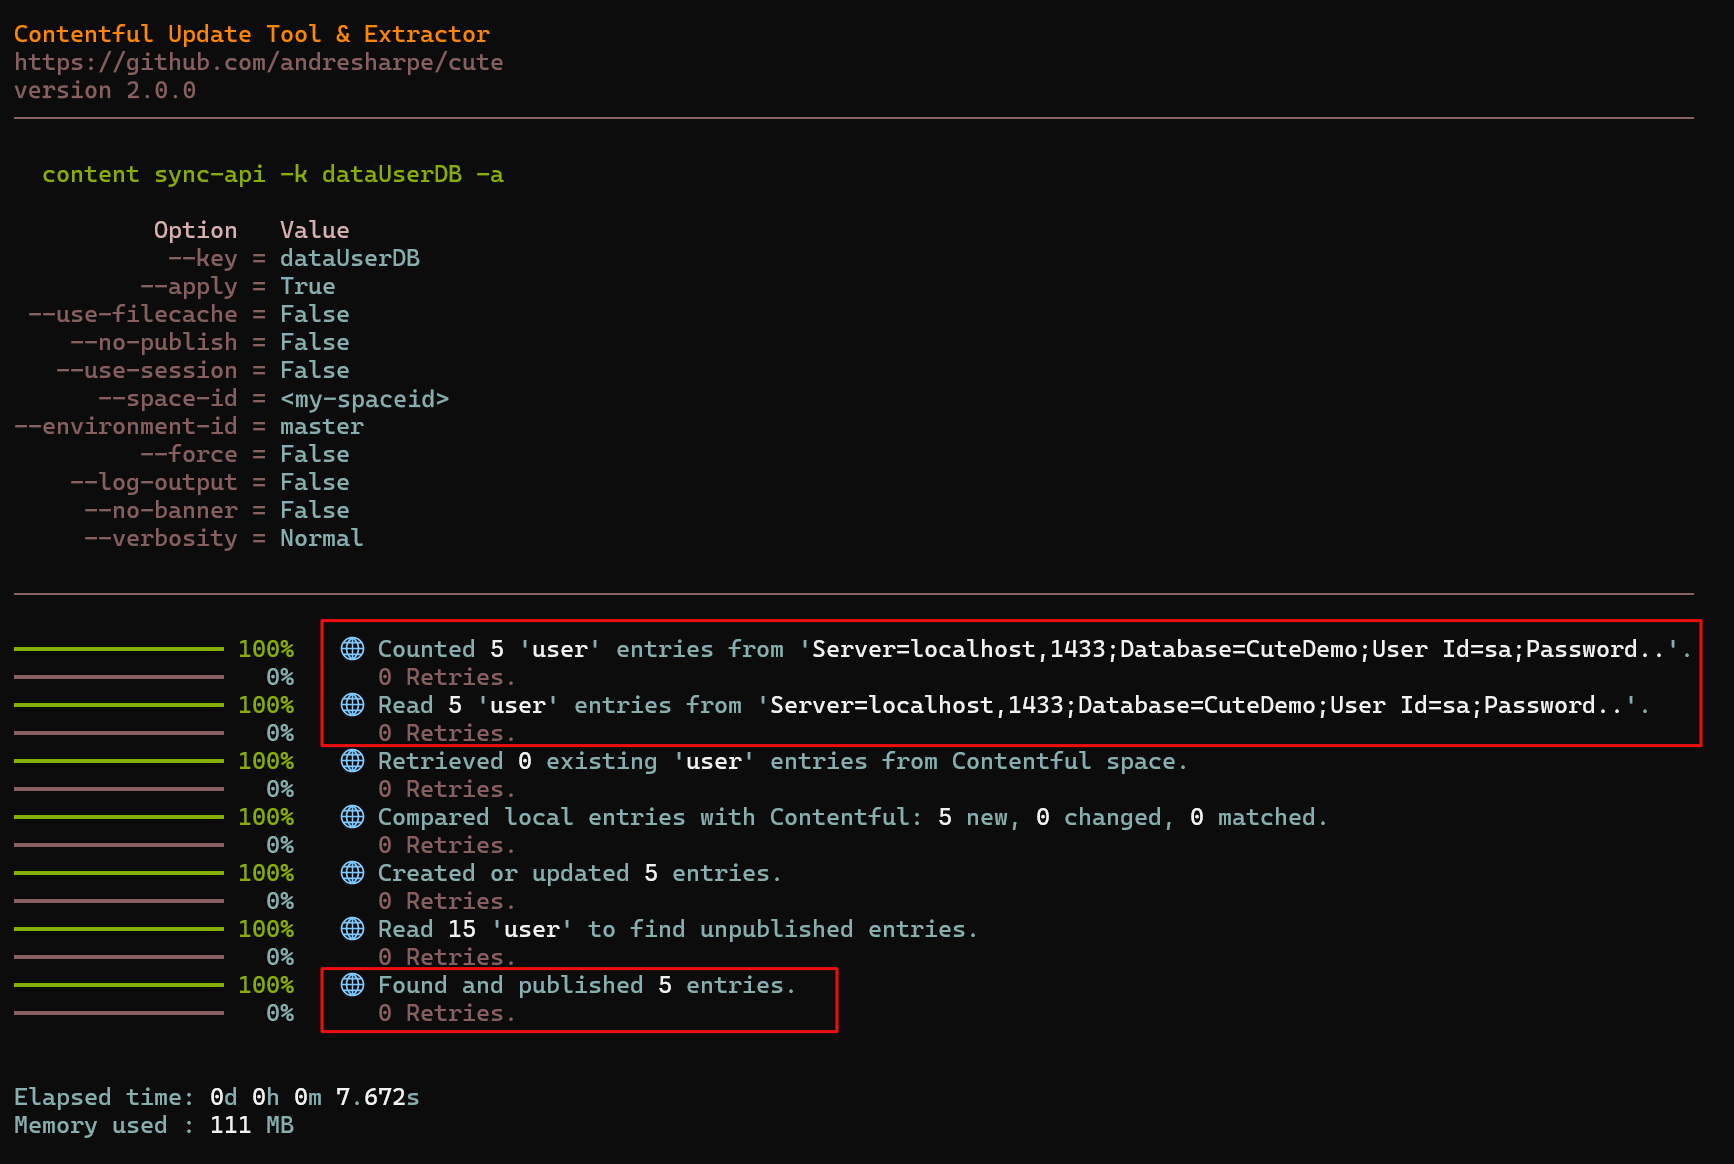 Contentful Update Tool & Extractor
https://github.com/andresharpe/cute
version 2.0.0
content sync-api -k dataUserDB -a
Option Value
--key = dataUserDB
--apply = True
--use-filecache = False
--no-publish = False
--use-session = False
--space-id = <my-spaceid>
--environment-id = master
--force = False
--log-output = False
--no-banner = False
--verbosity = Normal
100% Counted 5 'user' entries from 'Server=localhost,1433;Database=CuteDemo;User Id=sa;Password..'.
0% 0 Retries.
100% Read 5 'user' entries from 'Server=localhost,1433;Database=CuteDemo;User Id=sa;Password..'.
0% 0 Retries.
100% Retrieved 0 existing 'user' entries from Contentful space.
0% 0 Retries.
100% Compared local entries with Contentful: 5 new, 0 changed, 0 matched.
0% 0 Retries.
100% Created or updated 5 entries.
0% 0 Retries.
100% Read 15 'user' to find unpublished entries.
0% 0 Retries.
100% Found and published 5 entries.
0% 0 Retries.
Elapsed time: 0d 0h 0m 7.672s
Memory used : 111 MB